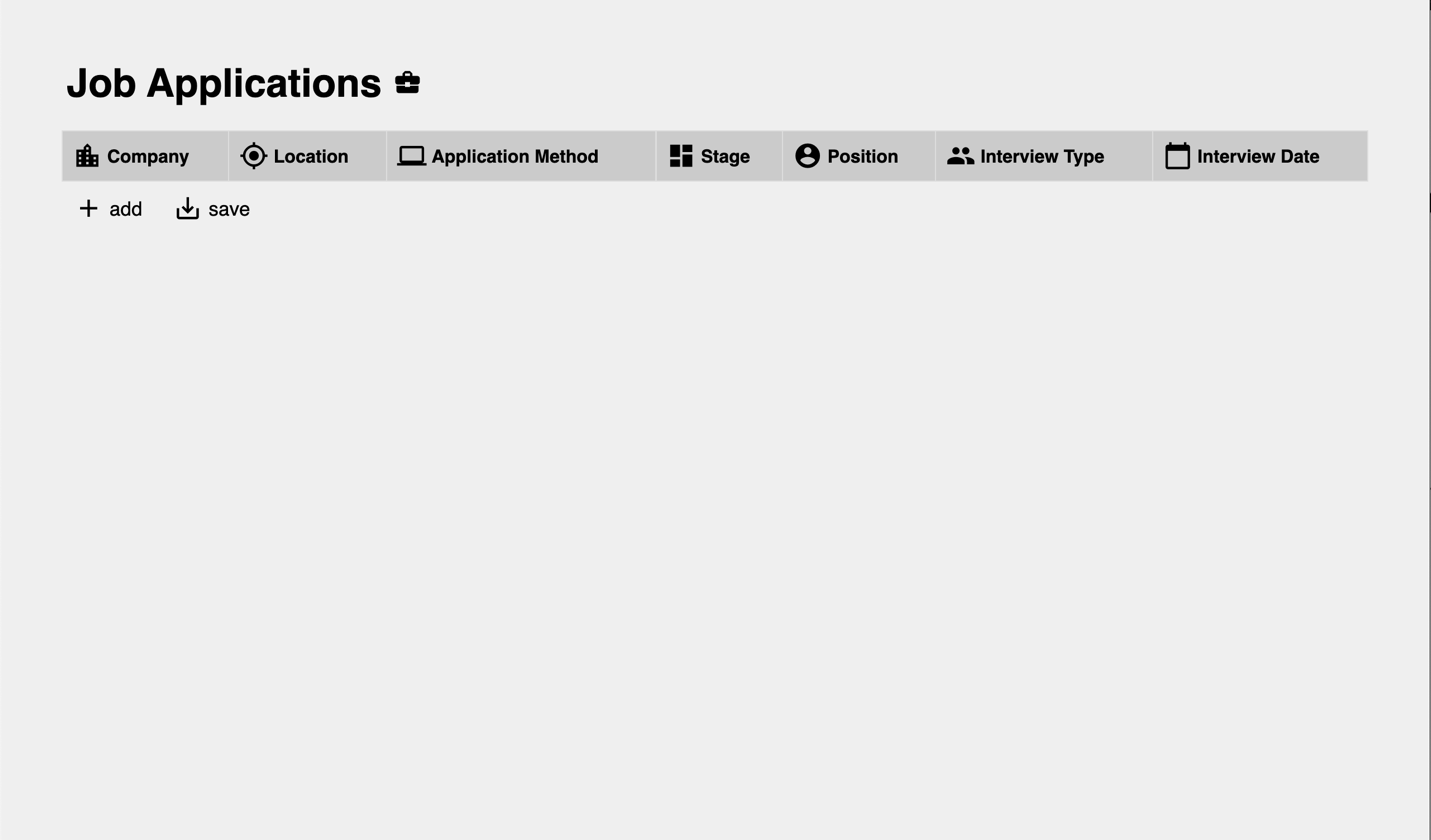 Job Applications
Company Location Application Method Stage Position Interview Type Interview Date
add save